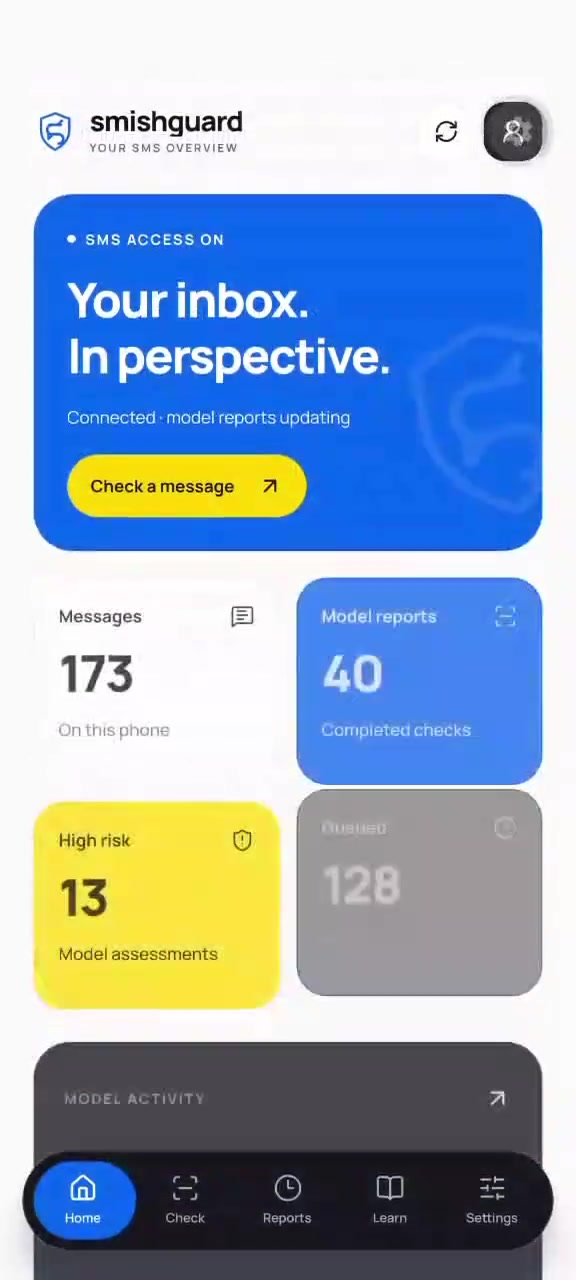 smishguard
YOUR SMS OVERVIEW
SMS ACCESS ON
Your inbox.
In perspective.
Connected · model reports updating
Check a message
Messages
173
On this phone
Model reports
40
Completed checks
High risk
13
Model assessments
Queued
128
MODEL ACTIVITY
Home
Check
Reports
Learn
Settings